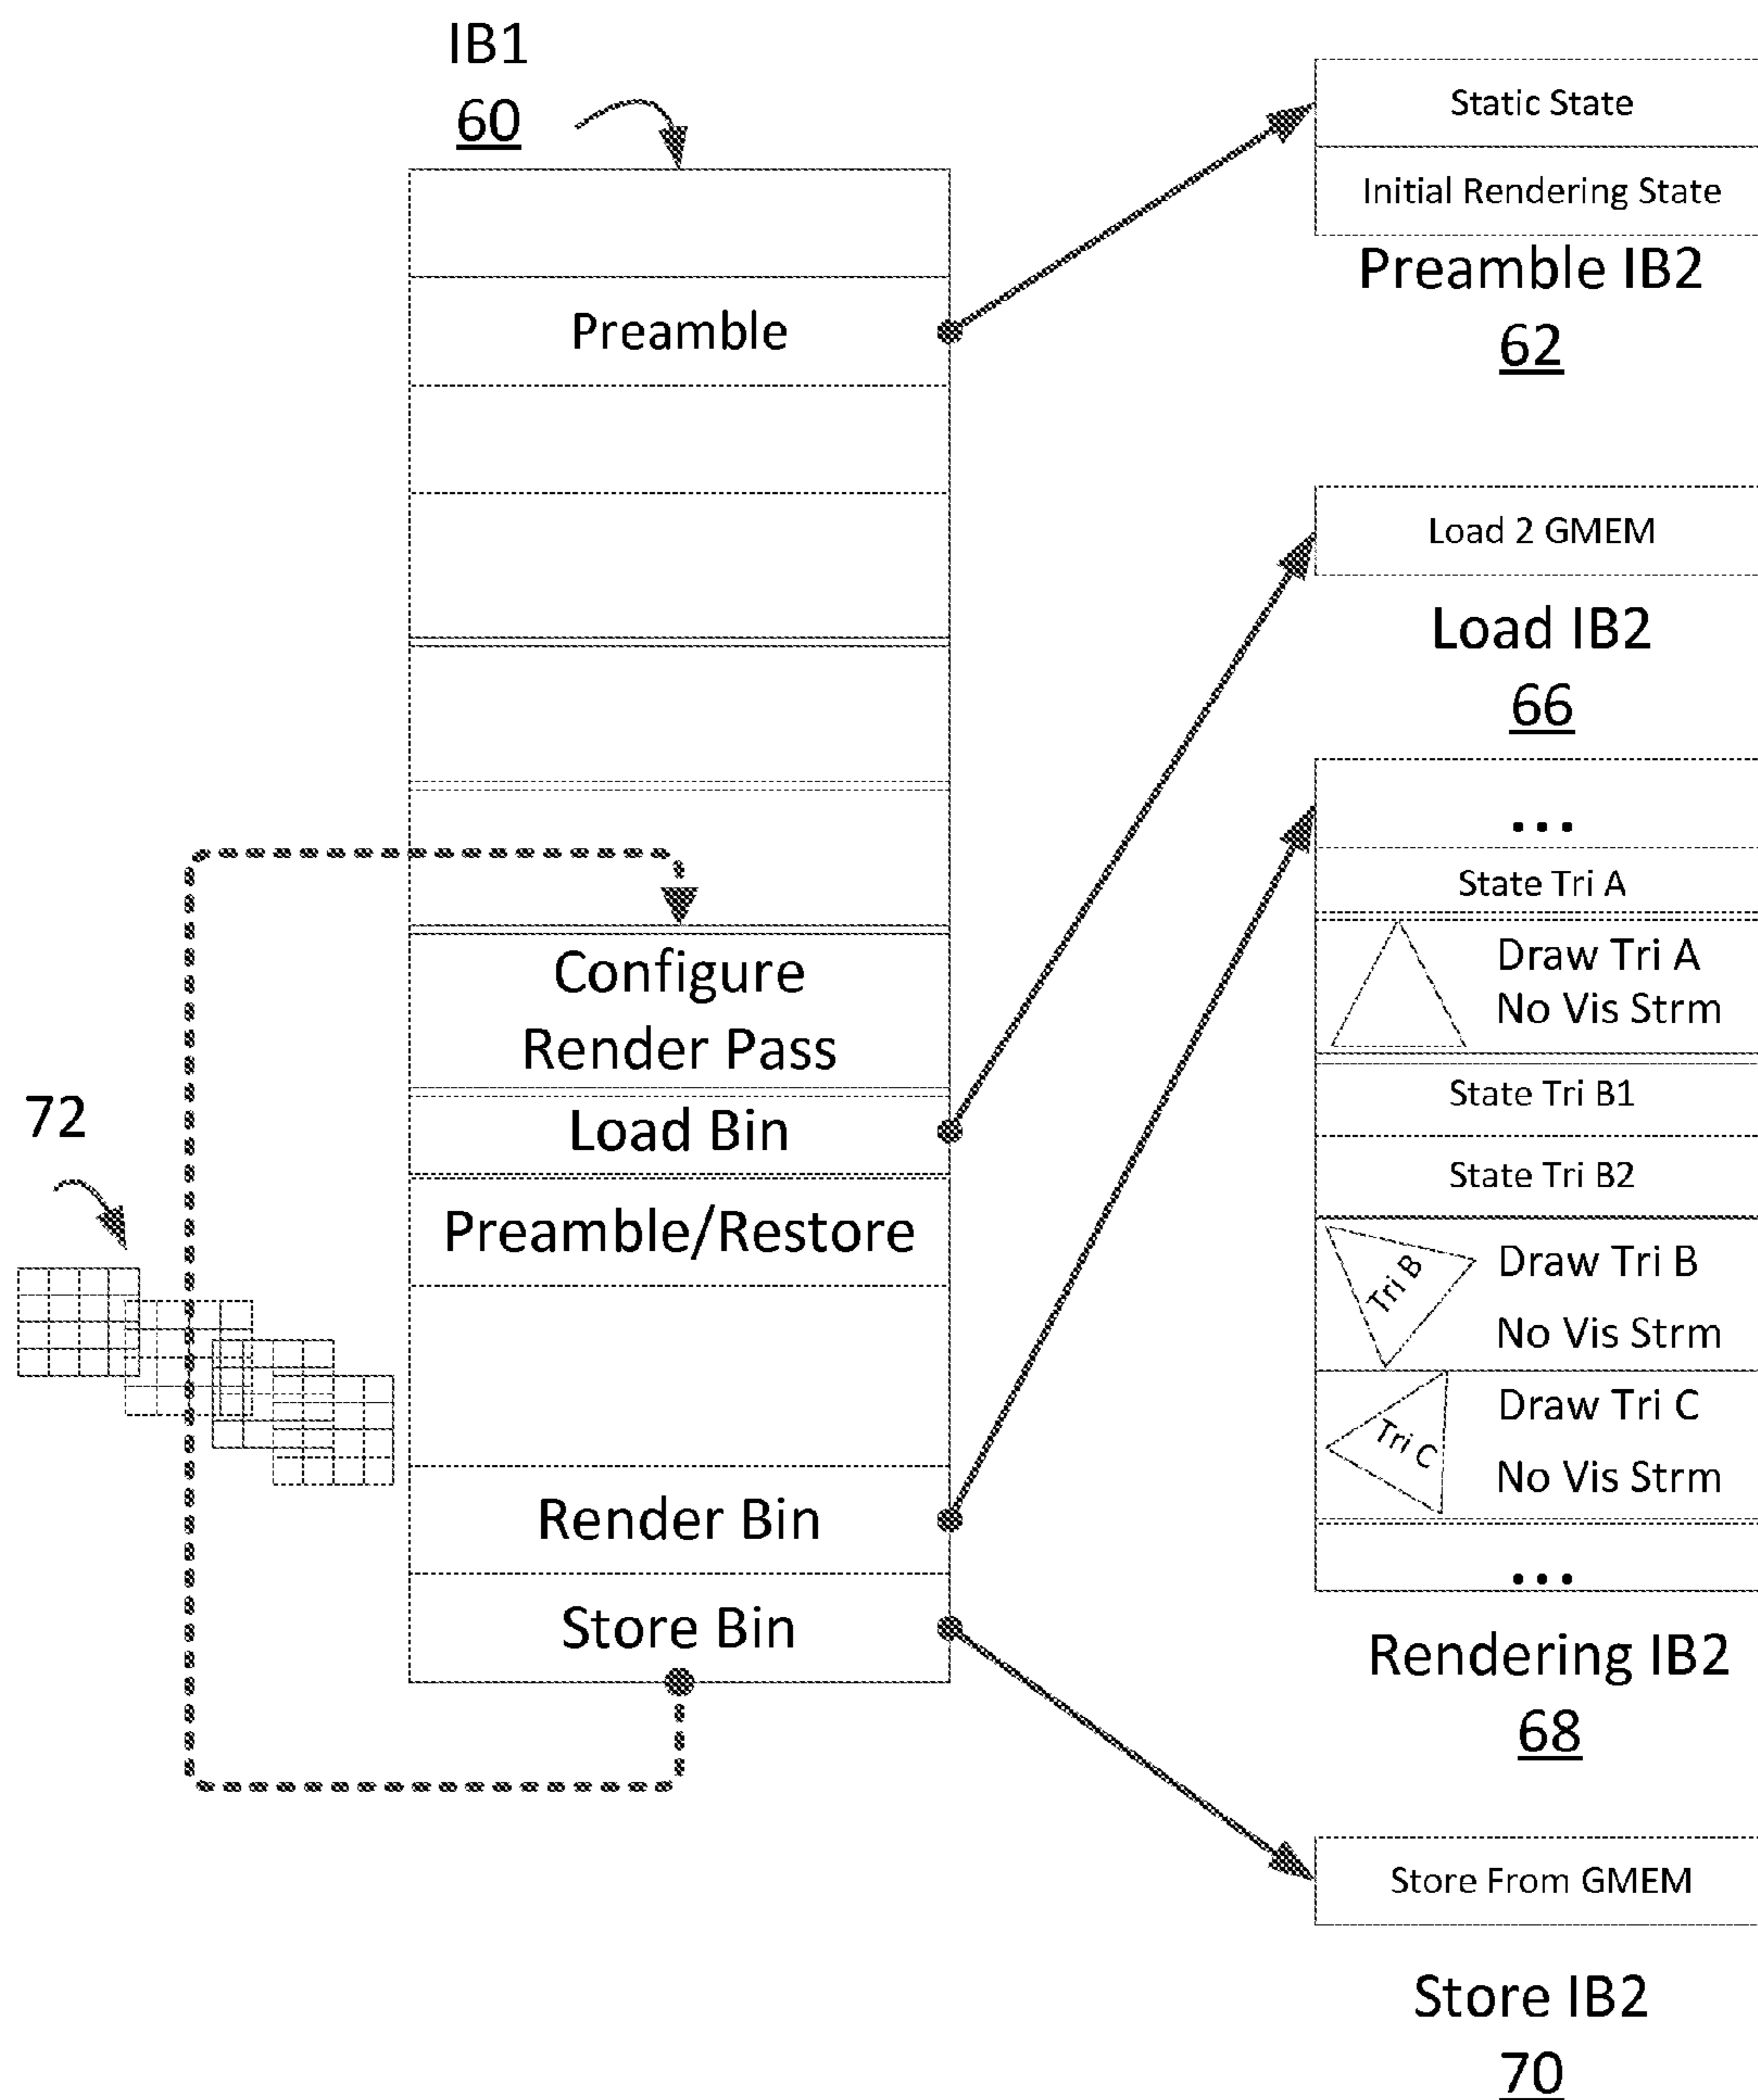 IB1
60
Preamble
Configure
Render Pass
Load Bin
Preamble/Restore
Render Bin
Store Bin
72
Static State
Initial Rendering State
Preamble IB2
62
Load 2 GMEM
Load IB2
66
...
State Tri A
Draw Tri A
No Vis Strm
State Tri B1
State Tri B2
Tri B
Draw Tri B
No Vis Strm
Tri C
Draw Tri C
No Vis Strm
...
Rendering IB2
68
Store From GMEM
Store IB2
70